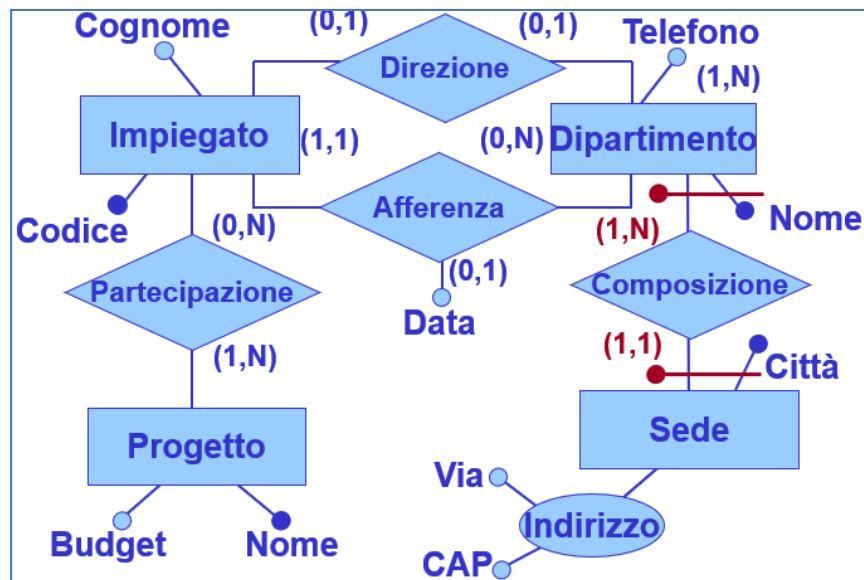 Cognome
(0,1)
(0,1)
Telefono
Direzione
(1,N)
Impiegato
(1,1)
(0,N)
Dipartimento
Codice
(0,N)
Afferenza
(1,N)
Nome
Partecipazione
(0,1)
Composizione
Data
(1,N)
(1,1)
Città
Progetto
Sede
Via
Budget
Nome
Indirizzo
CAP